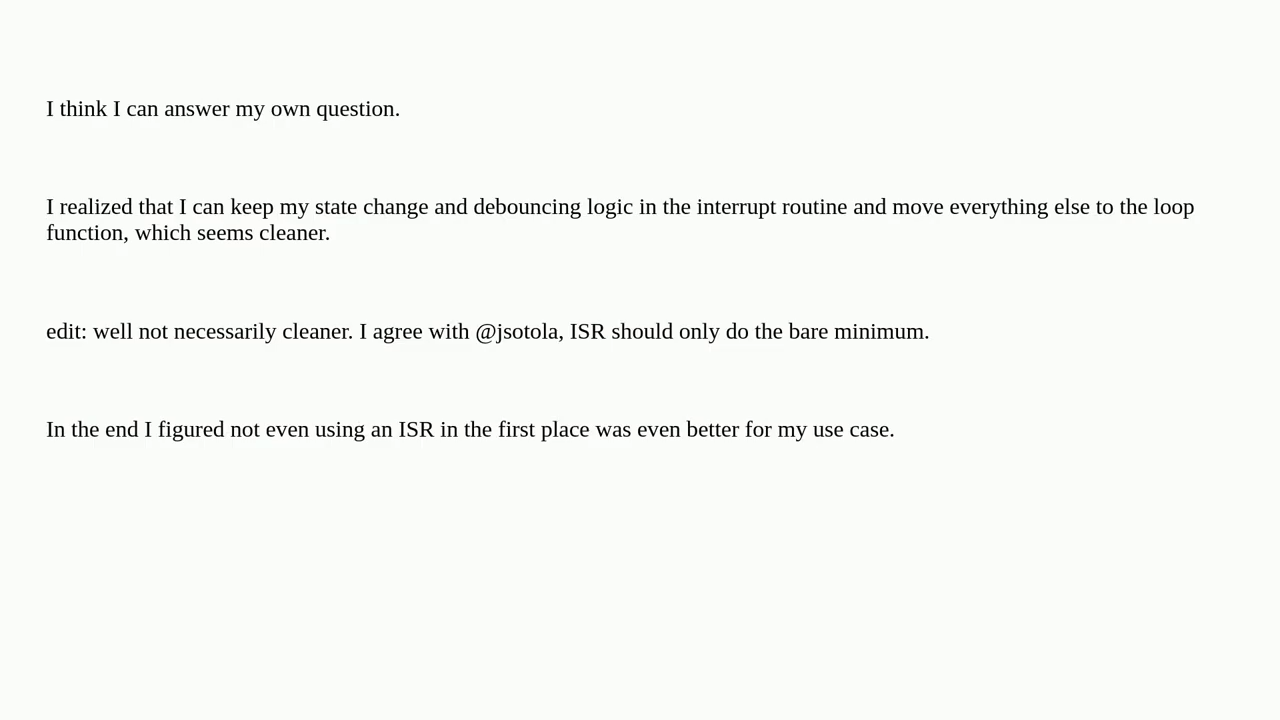 I think I can answer my own question.
I realized that I can keep my state change and debouncing logic in the interrupt routine and move everything else to the loop
function, which seems cleaner.
edit: well not necessarily cleaner. I agree with @jsotola, ISR should only do the bare minimum.
In the end I figured not even using an ISR in the first place was even better for my use case.